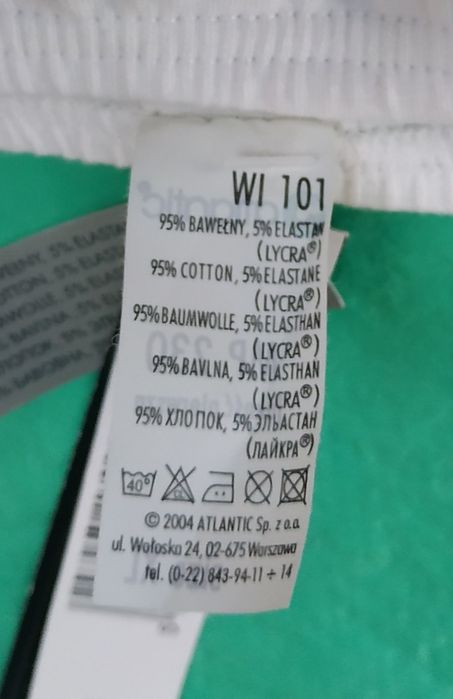 WI 101
95% BAWEŁNY, 5% ELASTAN
(LYCRA®)
95% COTTON, 5% ELASTANE
(LYCRA®)
95% BAUMWOLLE, 5% ELASTHAN
(LYCRA®)
95% BAVLNA, 5% ELASTHAN
(LYCRA®)
95% ХЛОПОК, 5% ЭЛЬАСТАН
(ЛАЙКРА®)
40°
© 2004 ATLANTIC Sp. z o.o.
ul. Wołoska 24, 02-675 Warszawa
tel. (0-22) 843-94-11 ÷ 14